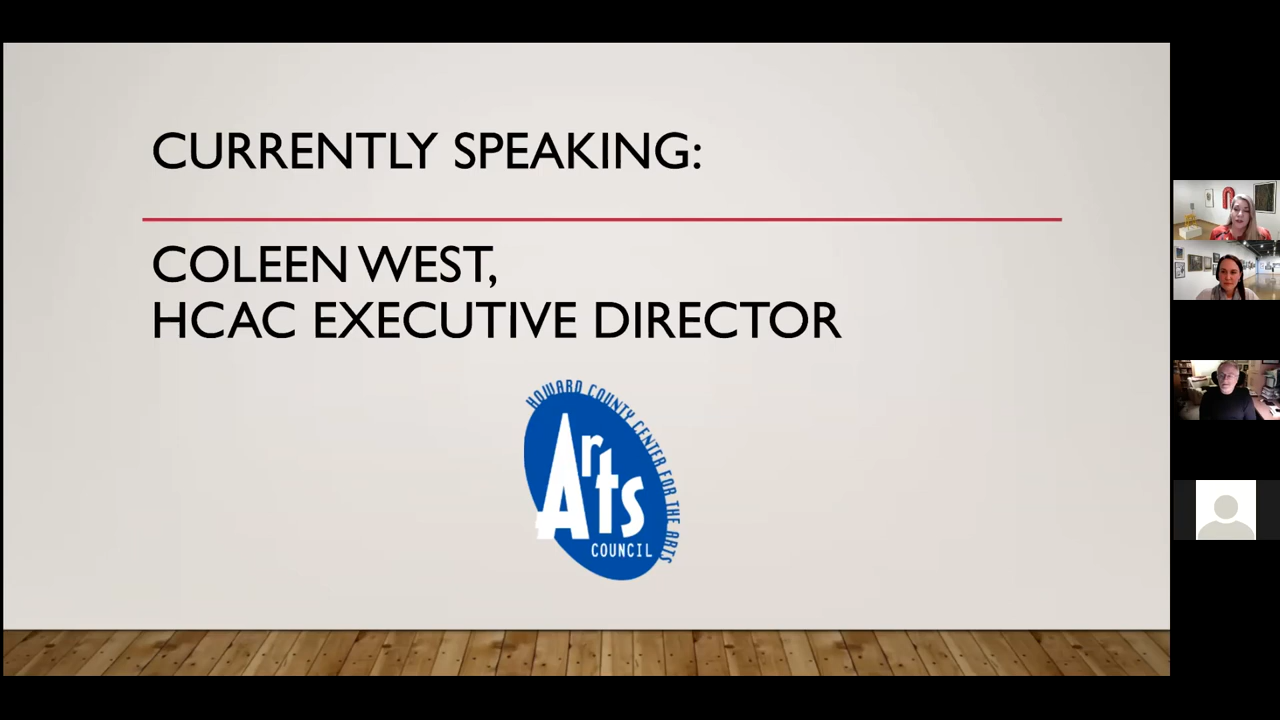 CURRENTLY SPEAKING:
COLEEN WEST,
HCAC EXECUTIVE DIRECTOR
HOWARD COUNTY CENTER FOR THE ARTS
Arts
COUNCIL